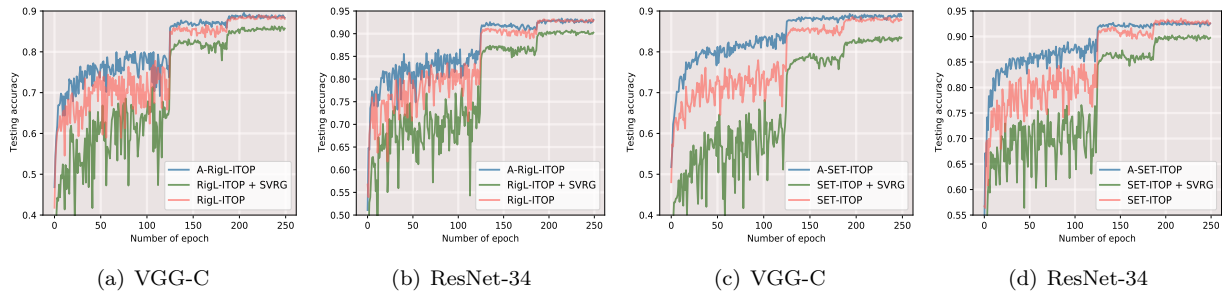 Testing accuracy
0.9
0.8
0.7
0.6
0.5
0.4
0
50
100
150
200
250
Number of epoch
A-RigL-ITOP
RigL-ITOP + SVRG
RigL-ITOP
(a) VGG-C
Testing accuracy
0.95
0.90
0.85
0.80
0.75
0.70
0.65
0.60
0.55
0.50
0
50
100
150
200
250
Number of epoch
A-RigL-ITOP
RigL-ITOP + SVRG
RigL-ITOP
(b) ResNet-34
Testing accuracy
0.9
0.8
0.7
0.6
0.5
0.4
0
50
100
150
200
250
Number of epoch
A-SET-ITOP
SET-ITOP + SVRG
SET-ITOP
(c) VGG-C
Testing accuracy
0.95
0.90
0.85
0.80
0.75
0.70
0.65
0.60
0.55
0
50
100
150
200
250
Number of epoch
A-SET-ITOP
SET-ITOP + SVRG
SET-ITOP
(d) ResNet-34